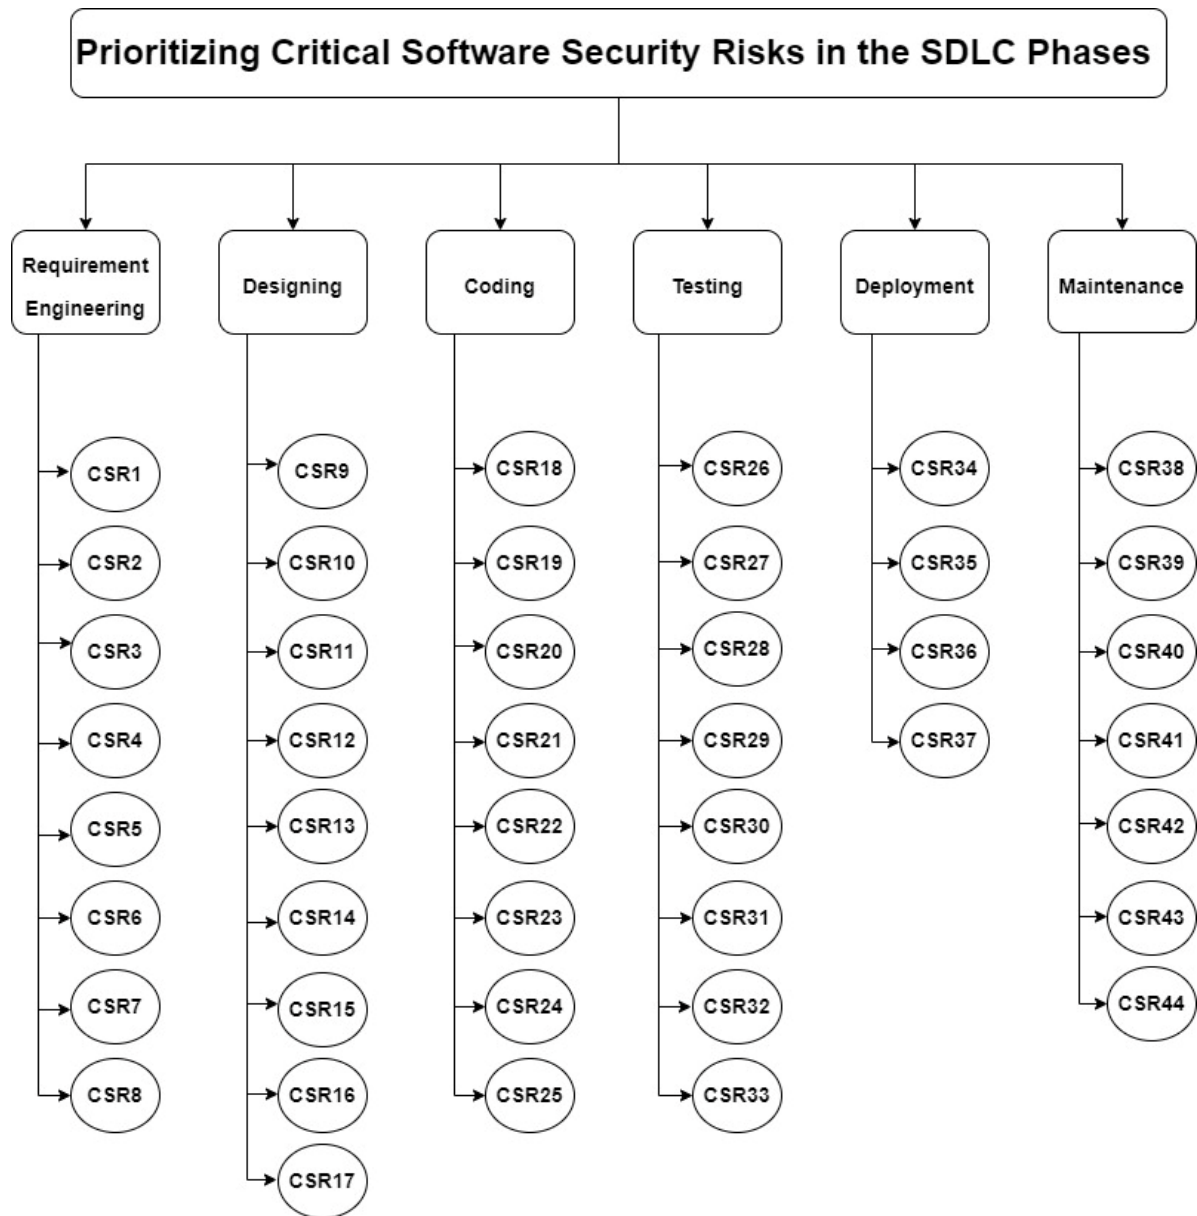 Prioritizing Critical Software Security Risks in the SDLC Phases
Requirement
Engineering
Designing
Coding
Testing
Deployment
Maintenance
CSR1
CSR2
CSR3
CSR4
CSR5
CSR6
CSR7
CSR8
CSR9
CSR10
CSR11
CSR12
CSR13
CSR14
CSR15
CSR16
CSR17
CSR18
CSR19
CSR20
CSR21
CSR22
CSR23
CSR24
CSR25
CSR26
CSR27
CSR28
CSR29
CSR30
CSR31
CSR32
CSR33
CSR34
CSR35
CSR36
CSR37
CSR38
CSR39
CSR40
CSR41
CSR42
CSR43
CSR44